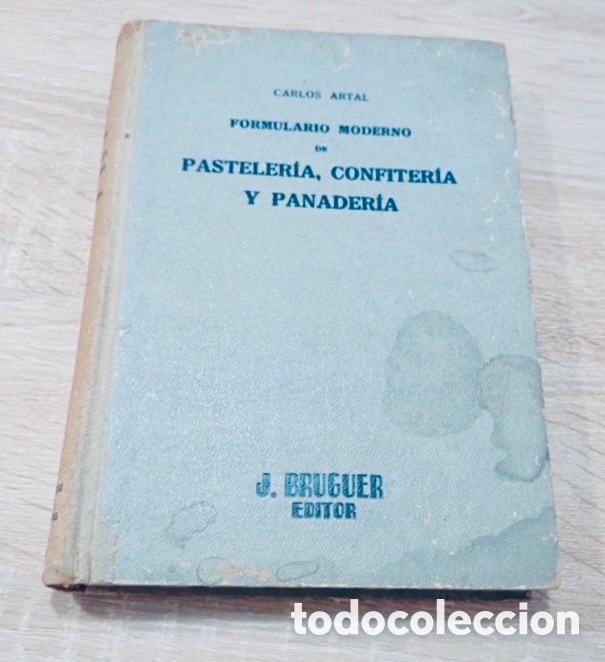 CARLOS ARTAL
FORMULARIO MODERNO
DE
PASTELERÍA, CONFITERÍA
Y PANADERÍA
J. BRUGUER
EDITOR
todocoleccion